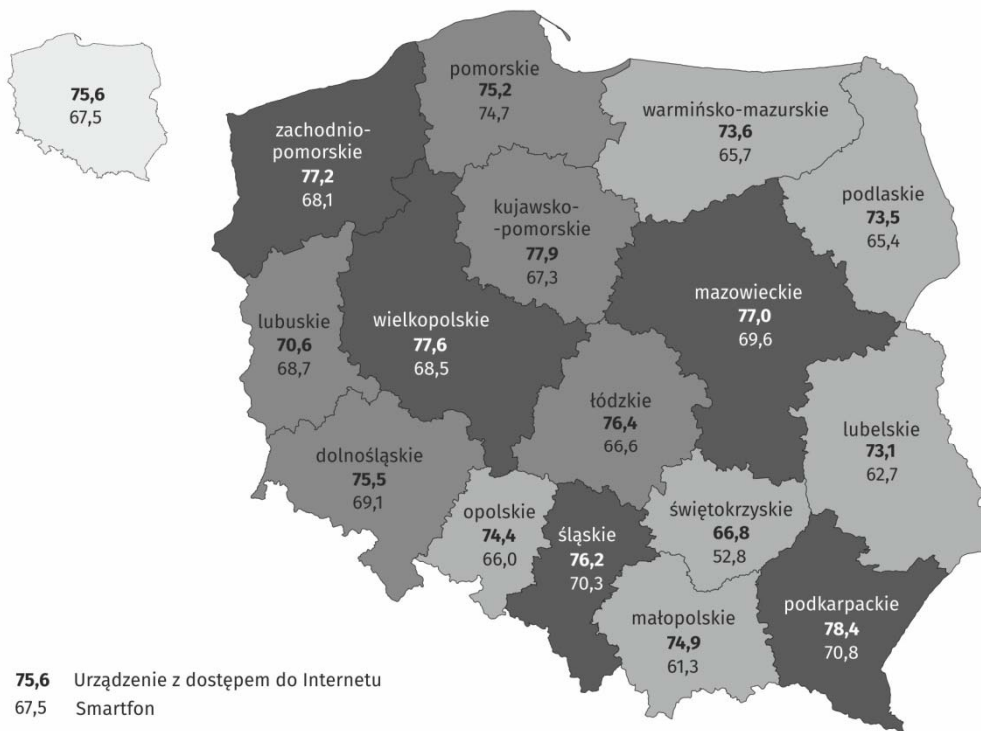 75,6
67,5
pomorskie
75,2
74,7
warmińsko-mazurskie
73,6
65,7
zachodnio-
pomorskie
77,2
68,1
podlaskie
73,5
65,4
kujawsko-
-pomorskie
77,9
67,3
mazowieckie
77,0
69,6
lubuskie
70,6
68,7
wielkopolskie
77,6
68,5
łódzkie
76,4
66,6
lubelskie
73,1
62,7
dolnośląskie
75,5
69,1
opolskie
74,4
66,0
śląskie
76,2
70,3
świętokrzyskie
66,8
52,8
małopolskie
74,9
61,3
podkarpackie
78,4
70,8
75,6 Urządzenie z dostępem do Internetu
67,5 Smartfon